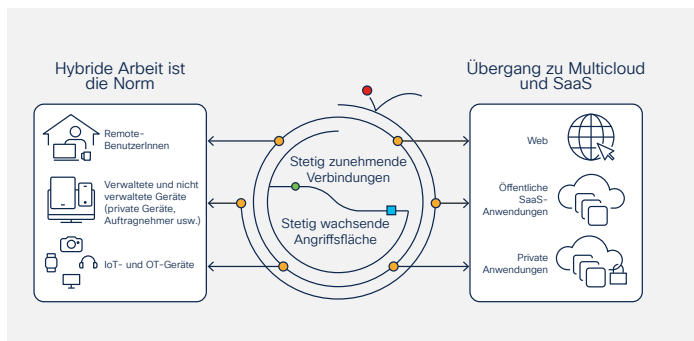 Hybride Arbeit ist
die Norm
Remote-
BenutzerInnen
Verwaltete und nicht
verwaltete Geräte
(private Geräte,
Auftragnehmer usw.)
IoT- und OT-Geräte
Stetig zunehmende
Verbindungen
Stetig wachsende
Angriffsfläche
Übergang zu Multicloud
und SaaS
Web
Öffentliche
SaaS-
Anwendungen
Private
Anwendungen